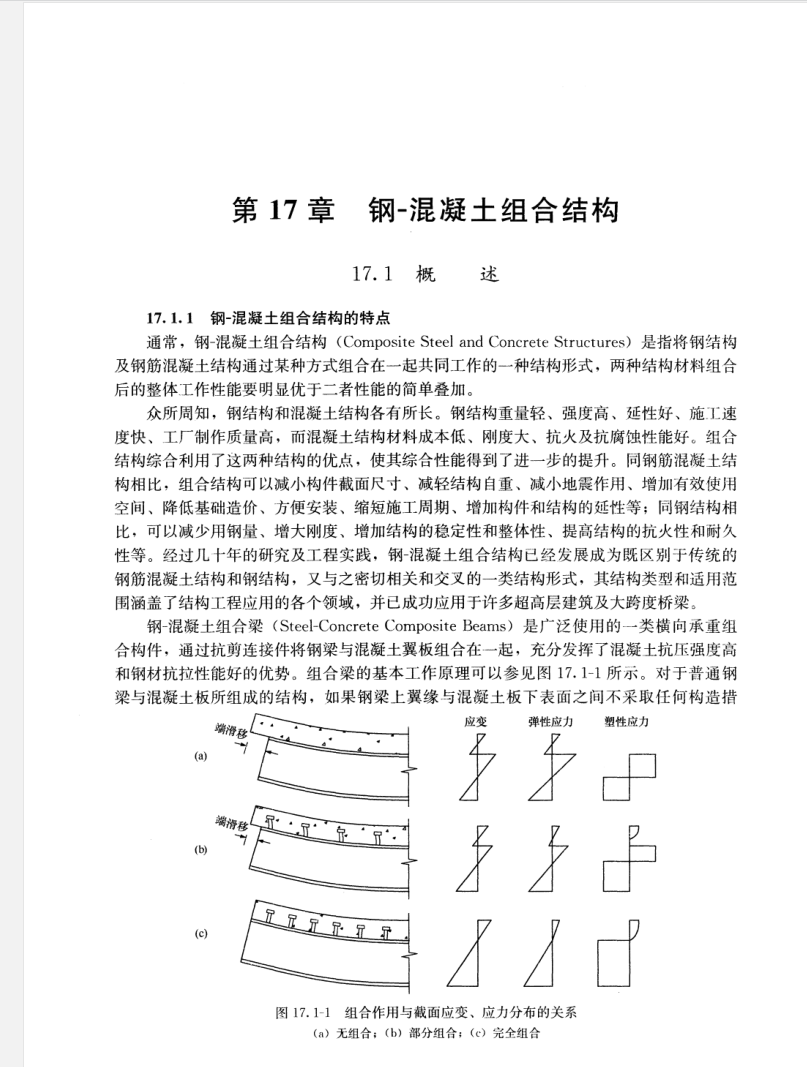 第 17 章 钢-混凝土组合结构
17.1 概 述
17.1.1 钢-混凝土组合结构的特点
通常，钢-混凝土组合结构（Composite Steel and Concrete Structures）是指将钢结构
及钢筋混凝土结构通过某种方式组合在一起共同工作的一种结构形式，两种结构材料组合
后的整体工作性能要明显优于二者性能的简单叠加。
众所周知，钢结构和混凝土结构各有所长。钢结构重量轻、强度高、延性好、施工速
度快、工厂制作质量高，而混凝土结构材料成本低、刚度大、抗火及抗腐蚀性能好。组合
结构综合利用了这两种结构的优点，使其综合性能得到了进一步的提升。同钢筋混凝土结
构相比，组合结构可以减小构件截面尺寸、减轻结构自重、减小地震作用、增加有效使用
空间、降低基础造价、方便安装、缩短施工周期、增加构件和结构的延性等；同钢结构相
比，可以减少用钢量、增大刚度、增加结构的稳定性和整体性、提高结构的抗火性和耐久
性等。经过几十年的研究及工程实践，钢-混凝土组合结构已经发展成为既区别于传统的
钢筋混凝土结构和钢结构，又与之密切相关和交叉的一类结构形式，其结构类型和适用范
围涵盖了结构工程应用的各个领域，并已成功应用于许多超高层建筑及大跨度桥梁。
钢-混凝土组合梁（Steel-Concrete Composite Beams）是广泛使用的一类横向承重组
合构件，通过抗剪连接件将钢梁与混凝土翼板组合在一起，充分发挥了混凝土抗压强度高
和钢材抗拉性能好的优势。组合梁的基本工作原理可以参见图 17.1-1 所示。对于普通钢
梁与混凝土板所组成的结构，如果钢梁上翼缘与混凝土板下表面之间不采取任何构造措
应变 弹性应力 塑性应力
端滑移
(a)
端滑移
(b)
(c)
图 17.1-1 组合作用与截面应变、应力分布的关系
（a）无组合；（b）部分组合；（c）完全组合